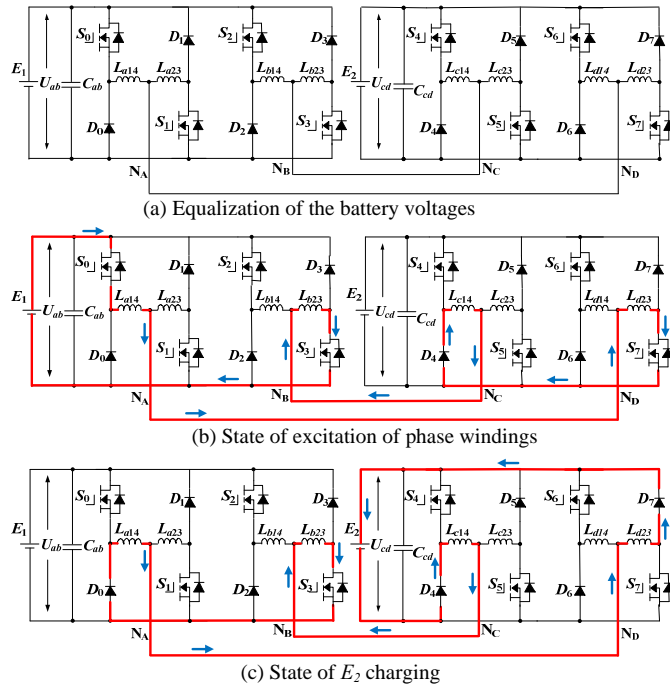 S0 D1 S2 D3 S4 D5 S6 D7
La14 La23 Lb14 Lb23 Lc14 Lc23 Ld14 Ld23
E1 Uab Cab E2 Ucd Ccd
D0 S1 D2 S3 D4 S5 D6 S7
NA NB NC ND
(a) Equalization of the battery voltages
S0 D1 S2 D3 S4 D5 S6 D7
La14 La23 Lb14 Lb23 Lc14 Lc23 Ld14 Ld23
E1 Uab Cab E2 Ucd Ccd
D0 S1 D2 S3 D4 S5 D6 S7
NA NB NC ND
(b) State of excitation of phase windings
S0 D1 S2 D3 S4 D5 S6 D7
La14 La23 Lb14 Lb23 Lc14 Lc23 Ld14 Ld23
E1 Uab Cab E2 Ucd Ccd
D0 S1 D2 S3 D4 S5 D6 S7
NA NB NC ND
(c) State of E2 charging